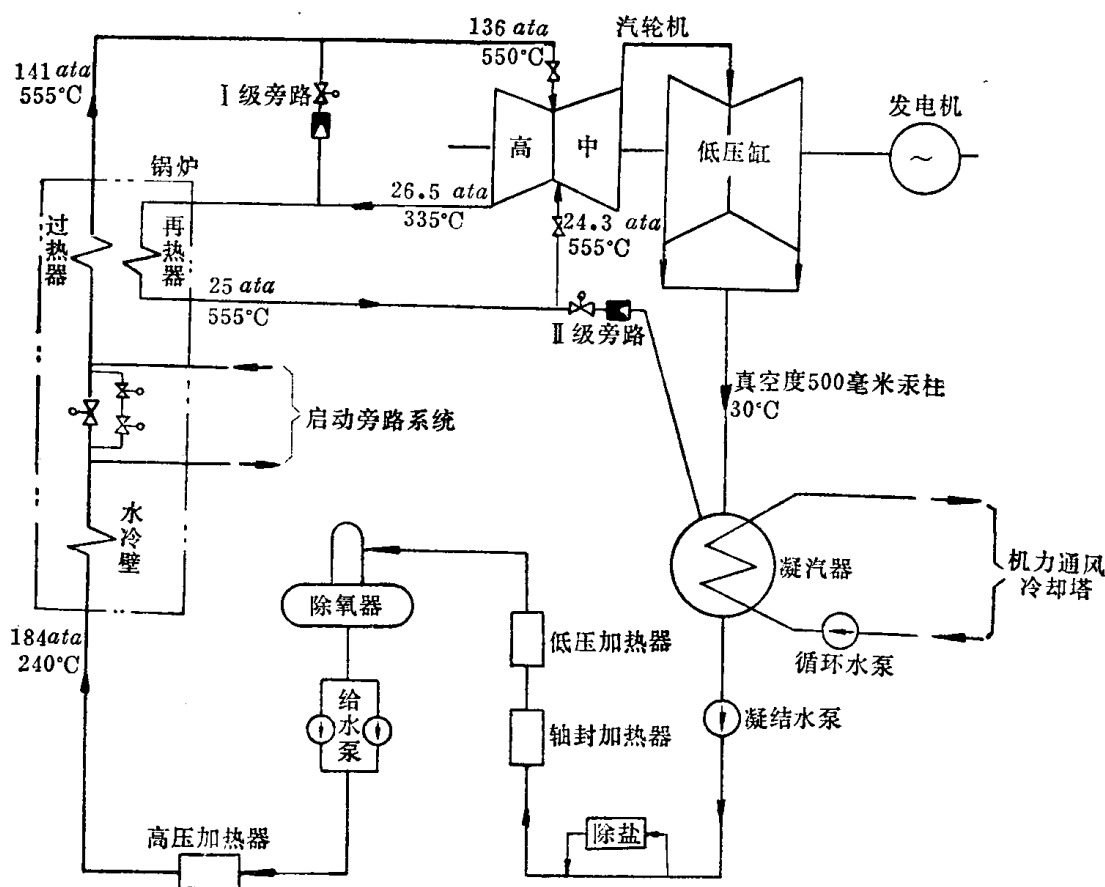 136 ata
550°C
汽轮机
141 ata
555°C
Ⅰ级旁路
发电机
高
中
低压缸
~
锅炉
26.5 ata
335°C
24.3 ata
555°C
过热器
再热器
25 ata
555°C
Ⅱ级旁路
真空度500毫米汞柱
30°C
启动旁路系统
水冷壁
凝汽器
机力通风
冷却塔
除氧器
低压加热器
循环水泵
184ata
240°C
给水泵
轴封加热器
凝结水泵
高压加热器
除盐